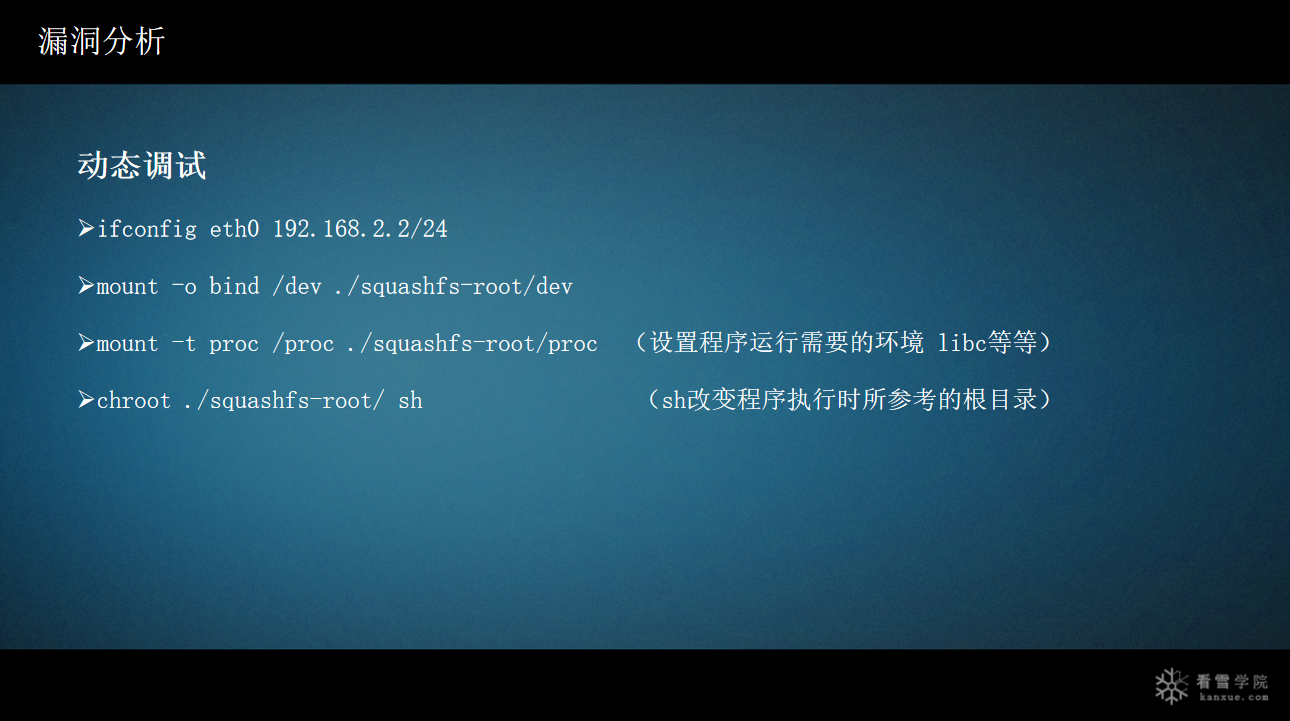 漏洞分析
动态调试
➢ifconfig eth0 192.168.2.2/24
➢mount -o bind /dev ./squashfs-root/dev
➢mount -t proc /proc ./squashfs-root/proc （设置程序运行需要的环境 libc等等）
➢chroot ./squashfs-root/ sh （sh改变程序执行时所参考的根目录）
看雪学院
kanxue.com